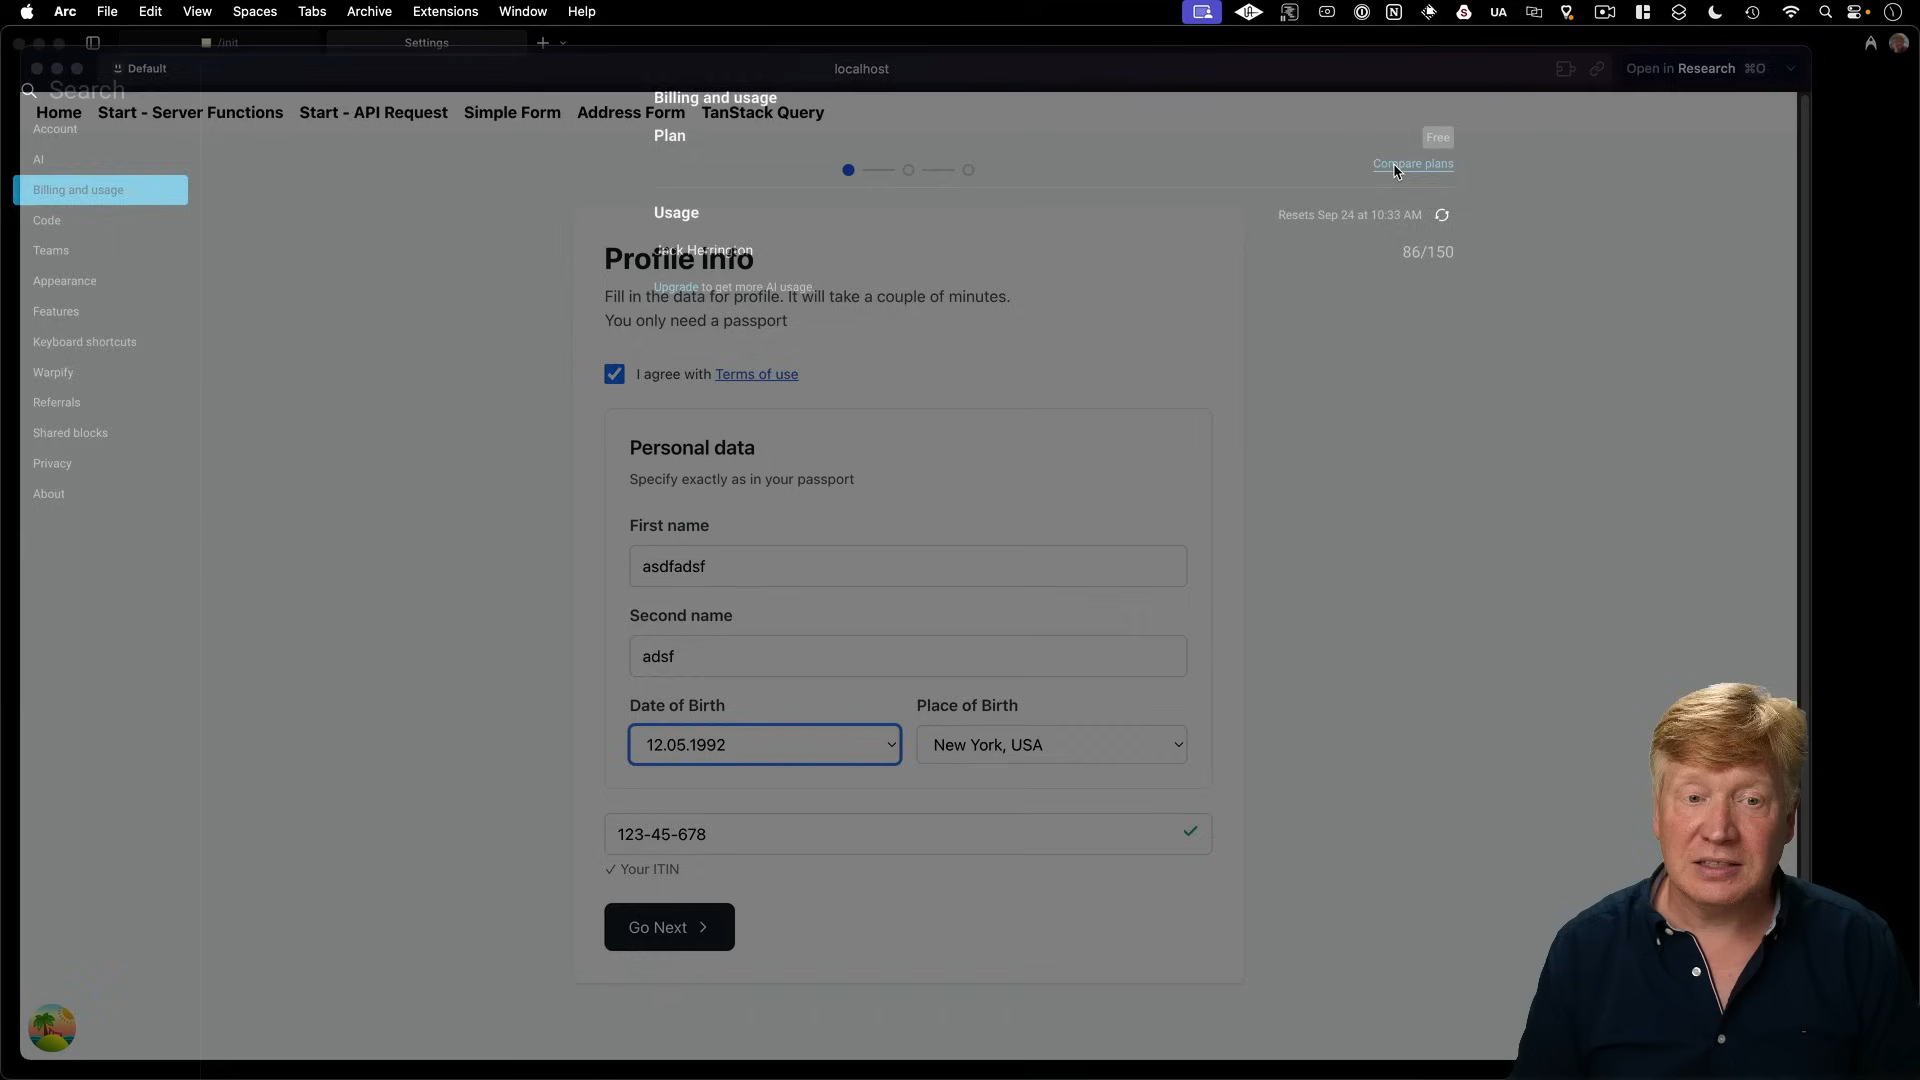 Arc File Edit View Spaces Tabs Archive Extensions Window Help
UA
/init
Settings
Default
localhost
Open in Research ⌘O
Search
Home Start - Server Functions Start - API Request Simple Form Address Form TanStack Query
Account
AI
Billing and usage
Code
Teams
Appearance
Features
Keyboard shortcuts
Warpify
Referrals
Shared blocks
Privacy
About
Billing and usage
Plan
Free
Compare plans
Usage
Resets Sep 24 at 10:33 AM
Jack Herrington
86/150
Upgrade to get more AI usage
Profile info
Fill in the data for profile. It will take a couple of minutes.
You only need a passport
I agree with Terms of use
Personal data
Specify exactly as in your passport
First name
asdfadsf
Second name
adsf
Date of Birth
Place of Birth
12.05.1992
New York, USA
123-45-678
✓ Your ITIN
Go Next